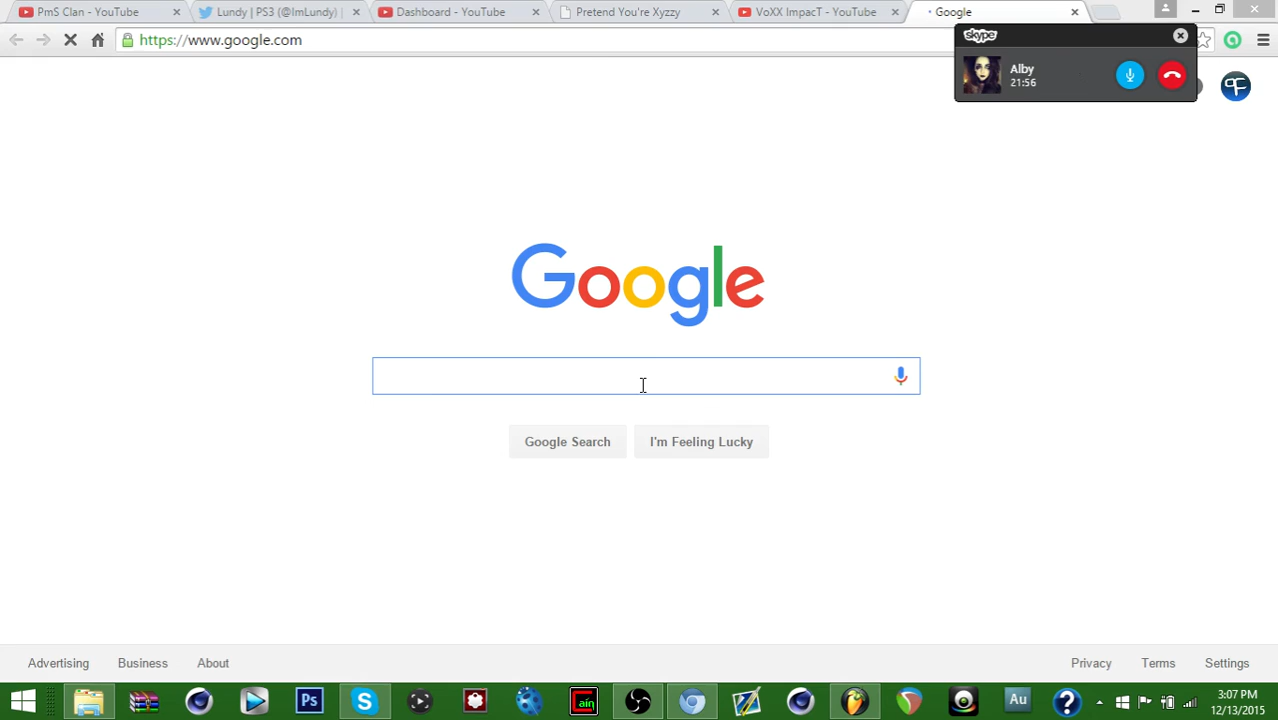 PmS Clan - YouTube
Lundy | PS3 (@ImLundy) |
Dashboard - YouTube
Pretend You're Xyzzy
VoXX ImpacT - YouTube
Google
https://www.google.com
skype
Alby
21:56
Google
Google Search
I'm Feeling Lucky
Advertising
Business
About
Privacy
Terms
Settings
Ps
Cain
Au
3:07 PM
12/13/2015